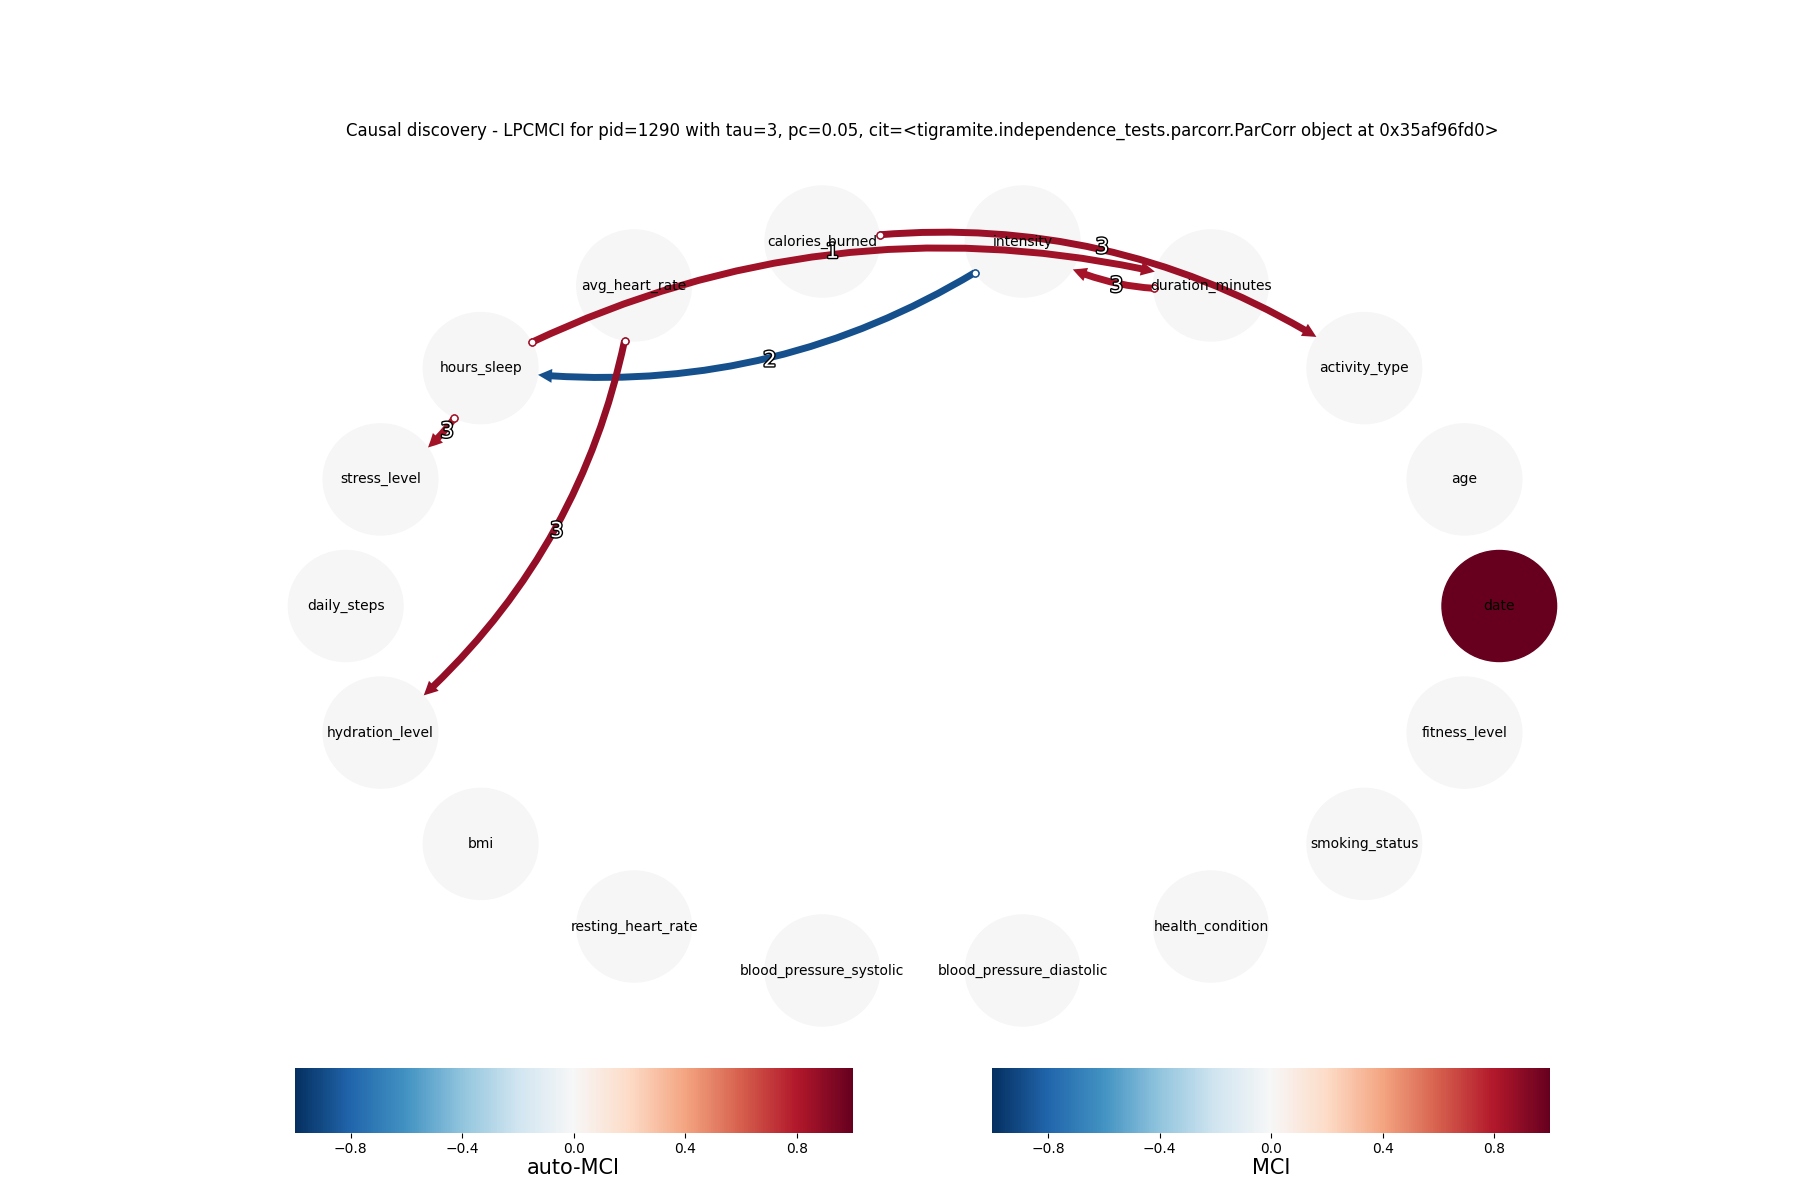 Causal discovery - LPCMCI for pid=1290 with tau=3, pc=0.05, cit=<tigramite.independence_tests.parcorr.ParCorr object at 0x35af96fd0>
calories_burned
intensity
1
3
avg_heart_rate
3
duration_minutes
hours_sleep
2
activity_type
3
stress_level
age
3
daily_steps
date
hydration_level
fitness_level
bmi
smoking_status
resting_heart_rate
health_condition
blood_pressure_systolic
blood_pressure_diastolic
−0.8 −0.4 0.0 0.4 0.8
auto-MCI
−0.8 −0.4 0.0 0.4 0.8
MCI